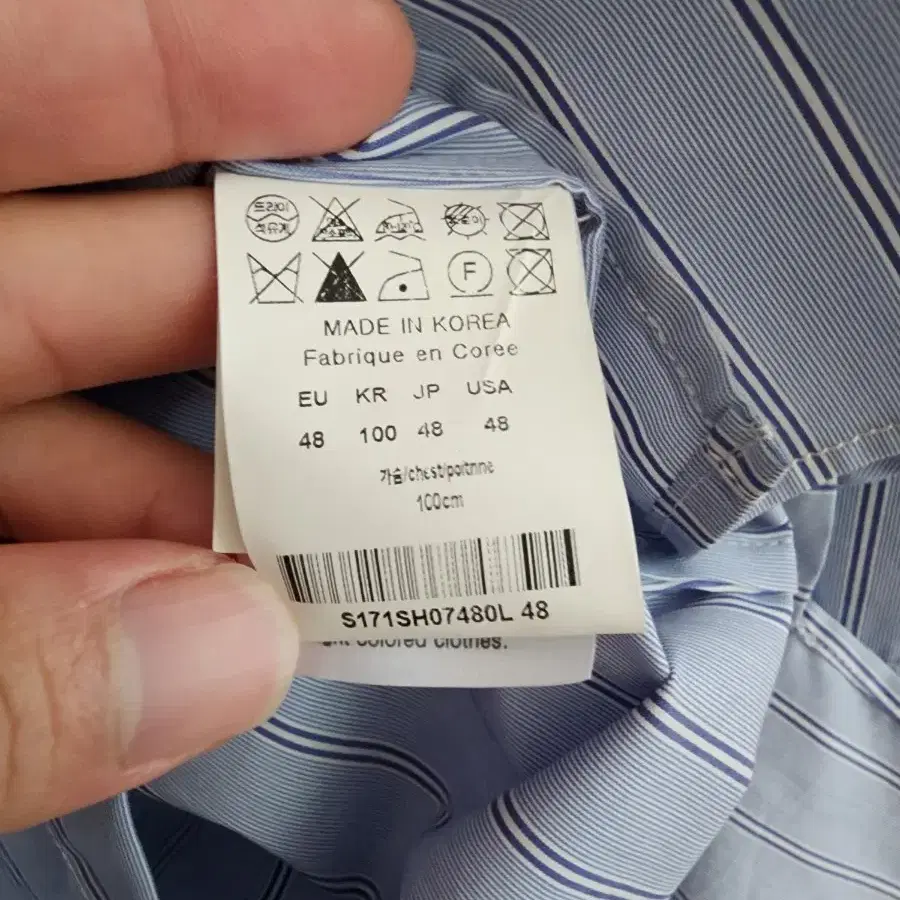 드라이
석유계
MADE IN KOREA
Fabrique en Coree
EU KR JP USA
48 100 48 48
가슴/chest/poitrine
100cm
S171SH07480L 48
colored clothes.
F